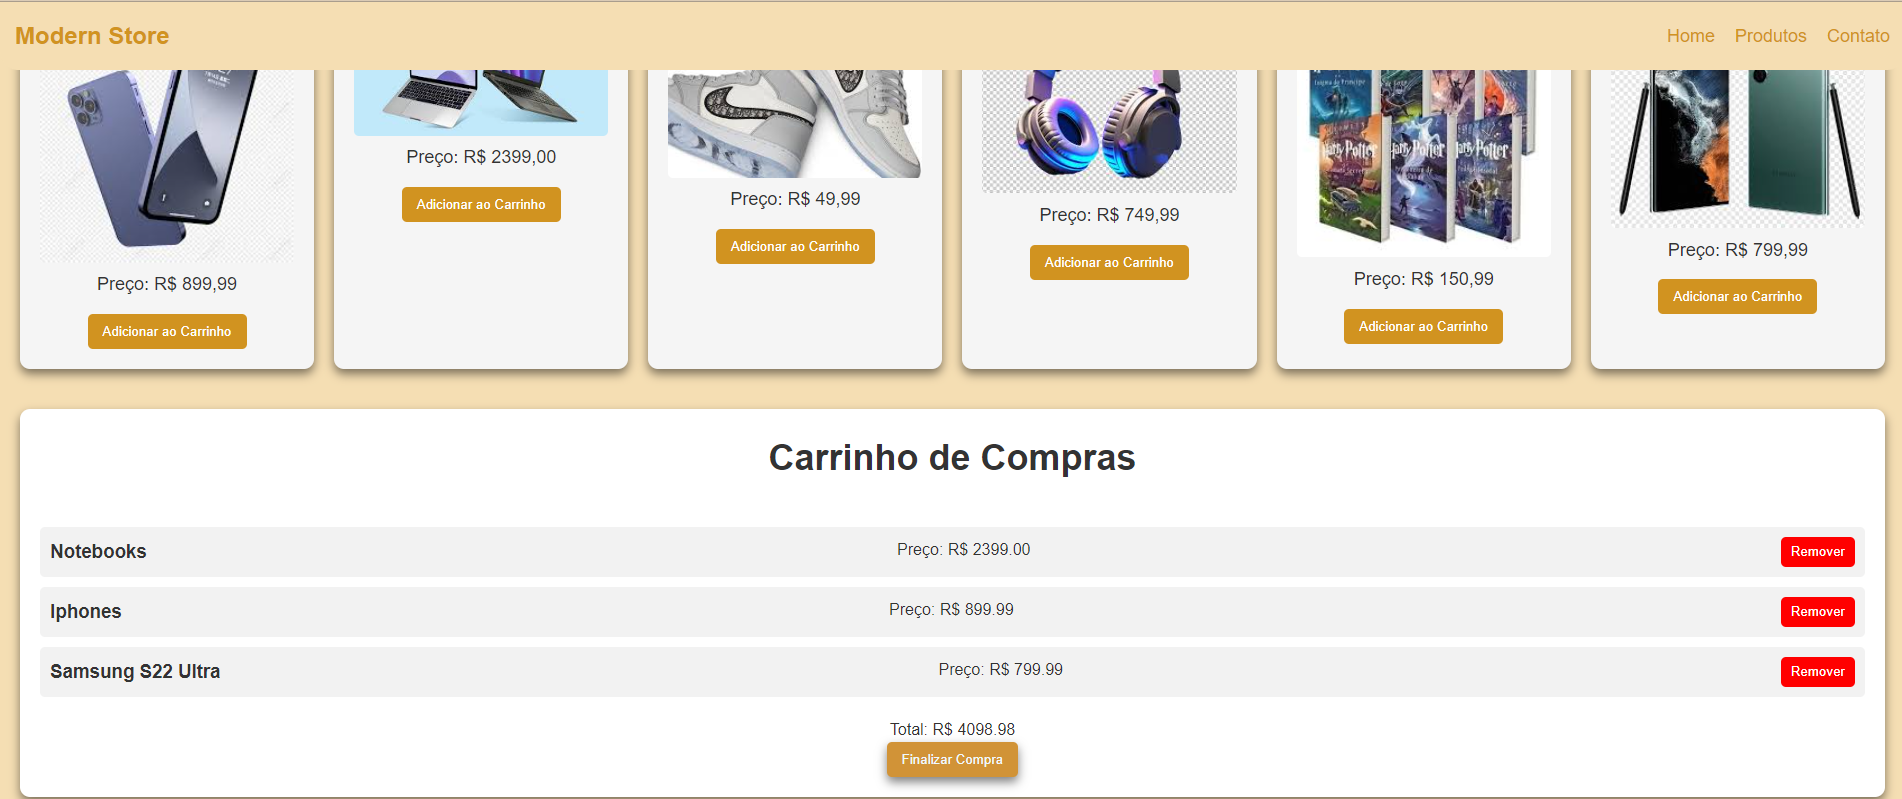 Modern Store
Home Produtos Contato
Preço: R$ 899,99
Adicionar ao Carrinho
Preço: R$ 2399,00
Adicionar ao Carrinho
Preço: R$ 49,99
Adicionar ao Carrinho
Preço: R$ 749,99
Adicionar ao Carrinho
Harry Potter
Harry Potter
Harry Potter
Preço: R$ 150,99
Adicionar ao Carrinho
Preço: R$ 799,99
Adicionar ao Carrinho
Carrinho de Compras
Notebooks Preço: R$ 2399.00 Remover
Iphones Preço: R$ 899.99 Remover
Samsung S22 Ultra Preço: R$ 799.99 Remover
Total: R$ 4098.98
Finalizar Compra